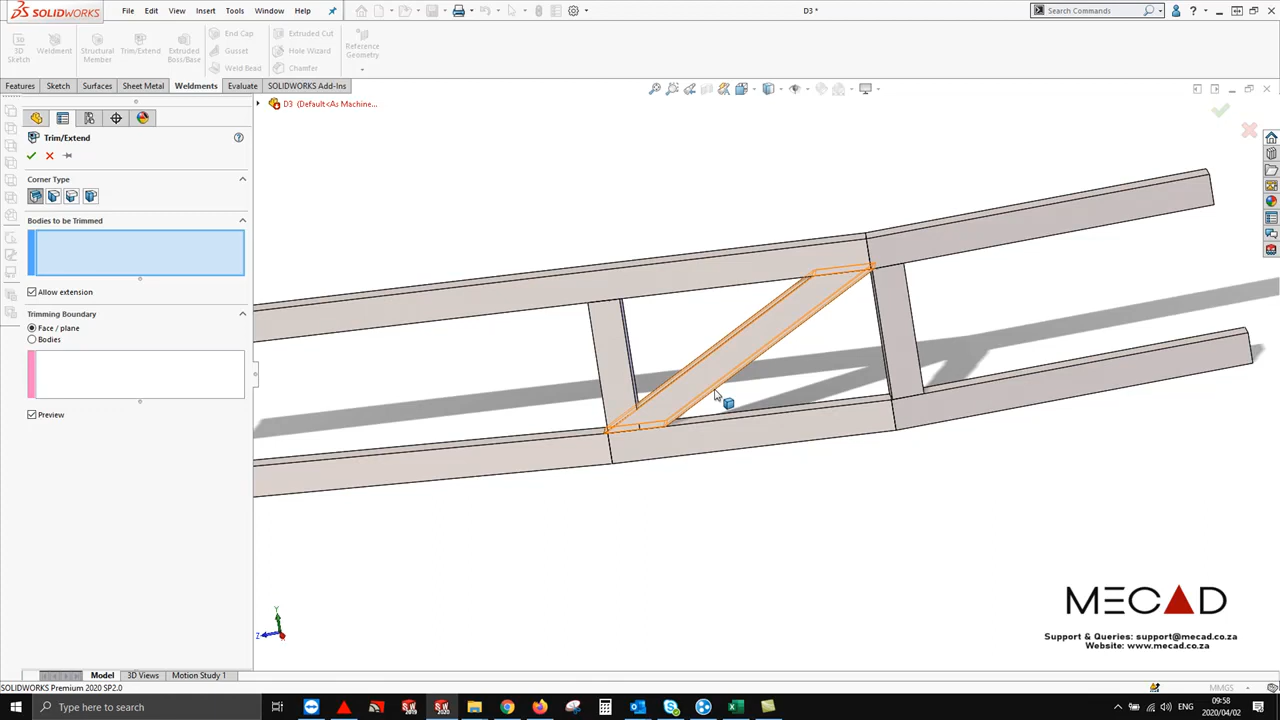 SOLIDWORKS
File Edit View Insert Tools Window Help
D3 *
Search Commands
3D Sketch
Weldment
Structural Member
Trim/Extend
Extruded Boss/Base
End Cap
Gusset
Weld Bead
Extruded Cut
Hole Wizard
Chamfer
Reference Geometry
Features Sketch Surfaces Sheet Metal Weldments Evaluate SOLIDWORKS Add-Ins
D3 (Default<As Machine...
Trim/Extend
Corner Type
Bodies to be Trimmed
Allow extension
Trimming Boundary
Face / plane
Bodies
Preview
Y
Z
MECAD
Support & Queries: support@mecad.co.za
Website: www.mecad.co.za
Model 3D Views Motion Study 1
SOLIDWORKS Premium 2020 SP2.0
MMGS
Type here to search
ENG
09:58
2020/04/02